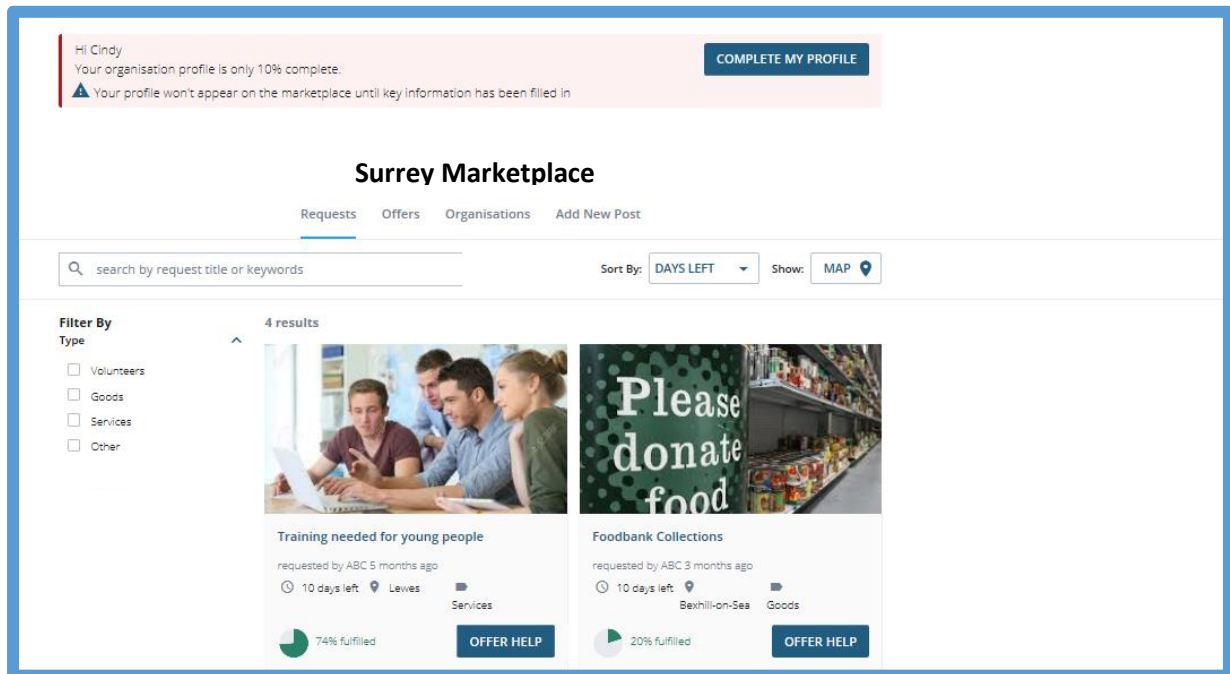 Hi Cindy
Your organisation profile is only 10% complete.
Your profile won't appear on the marketplace until key information has been filled in
COMPLETE MY PROFILE
Surrey Marketplace
Requests Offers Organisations Add New Post
search by request title or keywords
Sort By: DAYS LEFT Show: MAP
Filter By
Type
Volunteers
Goods
Services
Other
4 results
Please
donate
food
Training needed for young people
requested by ABC 5 months ago
10 days left Lewes
Services
74% fulfilled OFFER HELP
Foodbank Collections
requested by ABC 3 months ago
10 days left
Bexhill-on-Sea Goods
20% fulfilled OFFER HELP